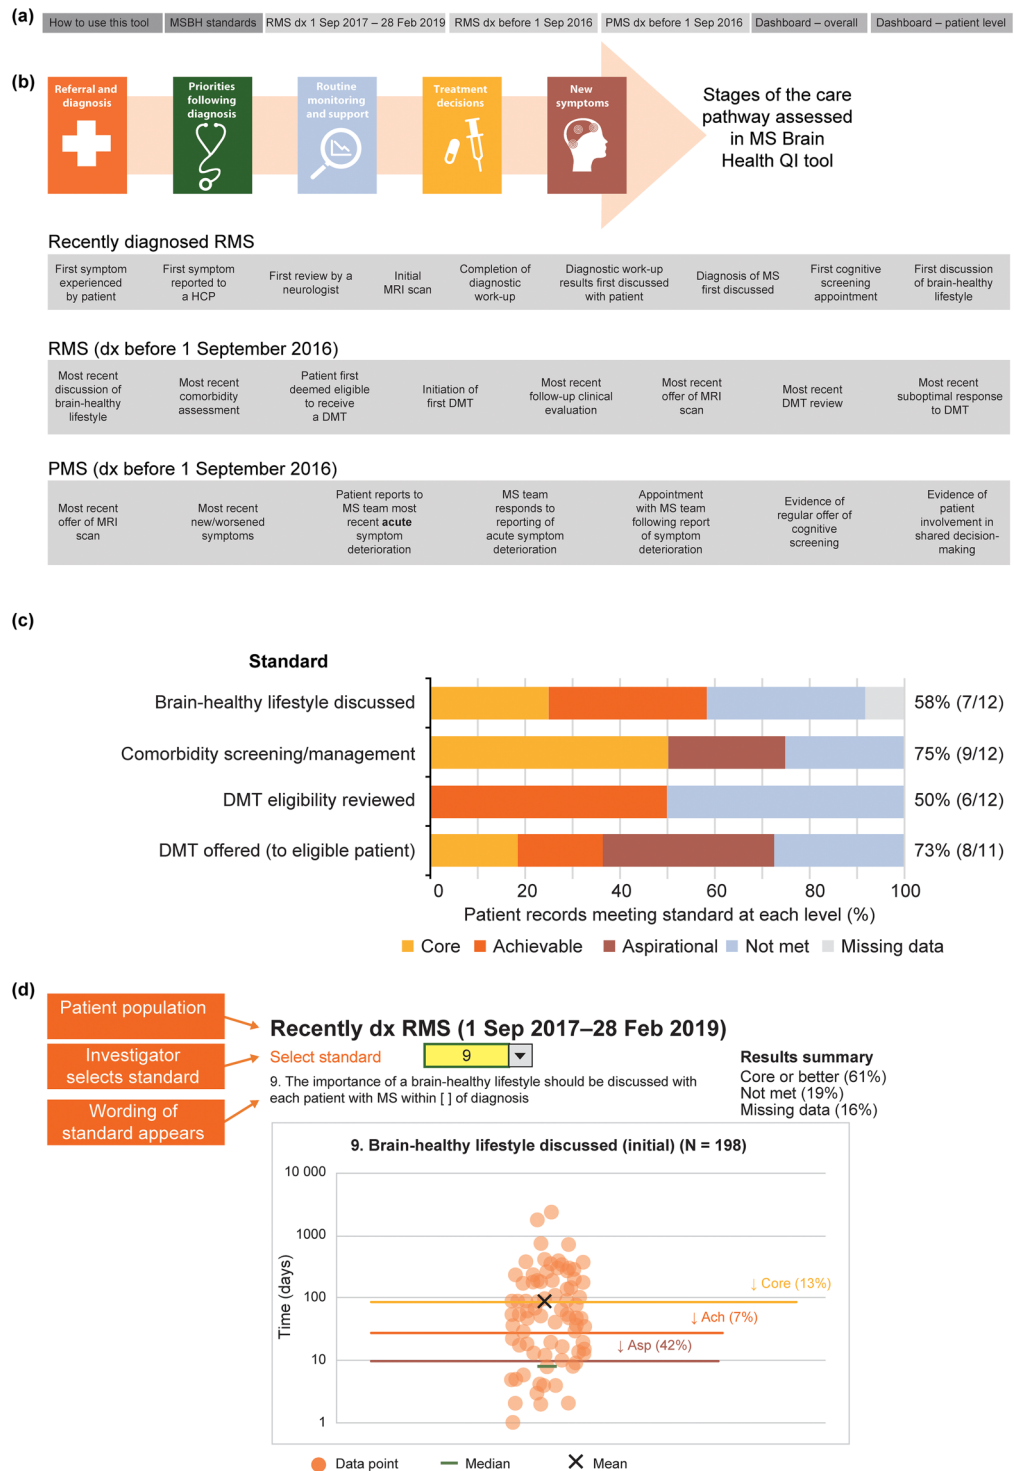 (a)
How to use this tool
MSBH standards
RMS dx 1 Sep 2017 – 28 Feb 2019
RMS dx before 1 Sep 2016
PMS dx before 1 Sep 2016
Dashboard – overall
Dashboard – patient level
(b)
Referral and
diagnosis
Priorities
following
diagnosis
Routine
monitoring
and support
Treatment
decisions
New
symptoms
Stages of the care
pathway assessed
in MS Brain
Health QI tool
Recently diagnosed RMS
First symptom
experienced
by patient
First symptom
reported to
a HCP
First review by a
neurologist
Initial
MRI scan
Completion of
diagnostic
work-up
Diagnostic work-up
results first discussed
with patient
Diagnosis of MS
first discussed
First cognitive
screening
appointment
First discussion
of brain-healthy
lifestyle
RMS (dx before 1 September 2016)
Most recent
discussion of
brain-healthy
lifestyle
Most recent
comorbidity
assessment
Patient first
deemed eligible
to receive
a DMT
Initiation of
first DMT
Most recent
follow-up clinical
evaluation
Most recent
offer of MRI
scan
Most recent
DMT review
Most recent
suboptimal response
to DMT
PMS (dx before 1 September 2016)
Most recent
offer of MRI
scan
Most recent
new/worsened
symptoms
Patient reports to
MS team most
recent acute
symptom
deterioration
MS team
responds to
reporting of
acute symptom
deterioration
Appointment
with MS team
following report
of symptom
deterioration
Evidence of
regular offer of
cognitive
screening
Evidence of
patient
involvement in
shared decision-
making
(c)
Standard
Brain-healthy lifestyle discussed
58% (7/12)
Comorbidity screening/management
75% (9/12)
DMT eligibility reviewed
50% (6/12)
DMT offered (to eligible patient)
73% (8/11)
0 20 40 60 80 100
Patient records meeting standard at each level (%)
Core Achievable Aspirational Not met Missing data
(d)
Patient population
Investigator
selects standard
Wording of
standard appears
Recently dx RMS (1 Sep 2017–28 Feb 2019)
Select standard
9
9. The importance of a brain-healthy lifestyle should be discussed with
each patient with MS within [ ] of diagnosis
Results summary
Core or better (61%)
Not met (19%)
Missing data (16%)
9. Brain-healthy lifestyle discussed (initial) (N = 198)
Time (days)
10 000
1000
100
10
1
↓ Core (13%)
↓ Ach (7%)
↓ Asp (42%)
Data point Median Mean